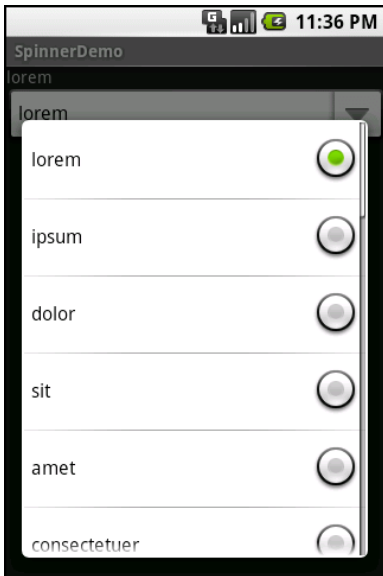 11:36 PM
SpinnerDemo
lorem
lorem
lorem
ipsum
dolor
sit
amet
consectetuer